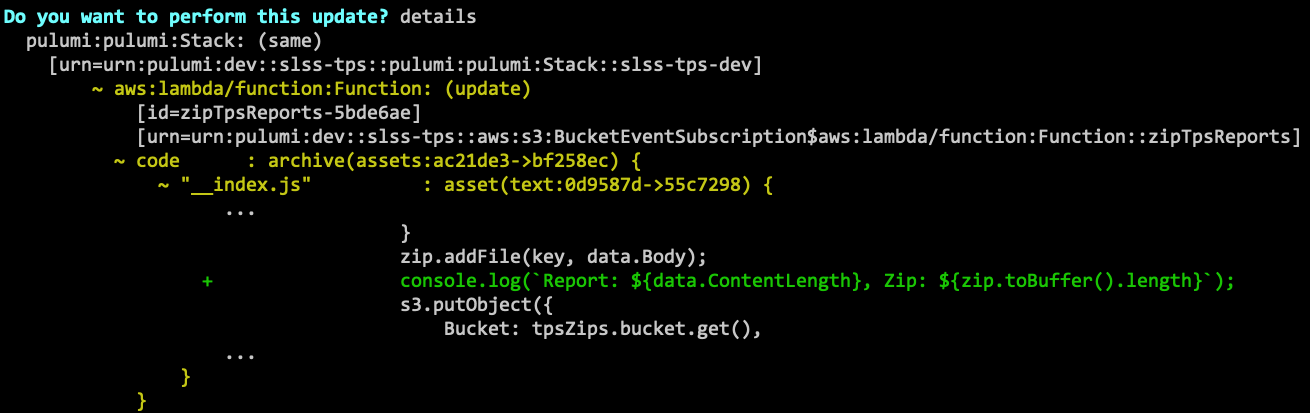 Do you want to perform this update? details
pulumi:pulumi:Stack: (same)
[urn=urn:pulumi:dev::slss-tps::pulumi:pulumi:Stack::slss-tps-dev]
~ aws:lambda/function:Function: (update)
[id=zipTpsReports-5bde6ae]
[urn=urn:pulumi:dev::slss-tps::aws:s3:BucketEventSubscription$aws:lambda/function:Function::zipTpsReports]
~ code : archive(assets:ac21de3->bf258ec) {
~ "__index.js" : asset(text:0d9587d->55c7298) {
...
}
zip.addFile(key, data.Body);
+ console.log(`Report: ${data.ContentLength}, Zip: ${zip.toBuffer().length}`);
s3.putObject({
Bucket: tpsZips.bucket.get(),
...
}
}